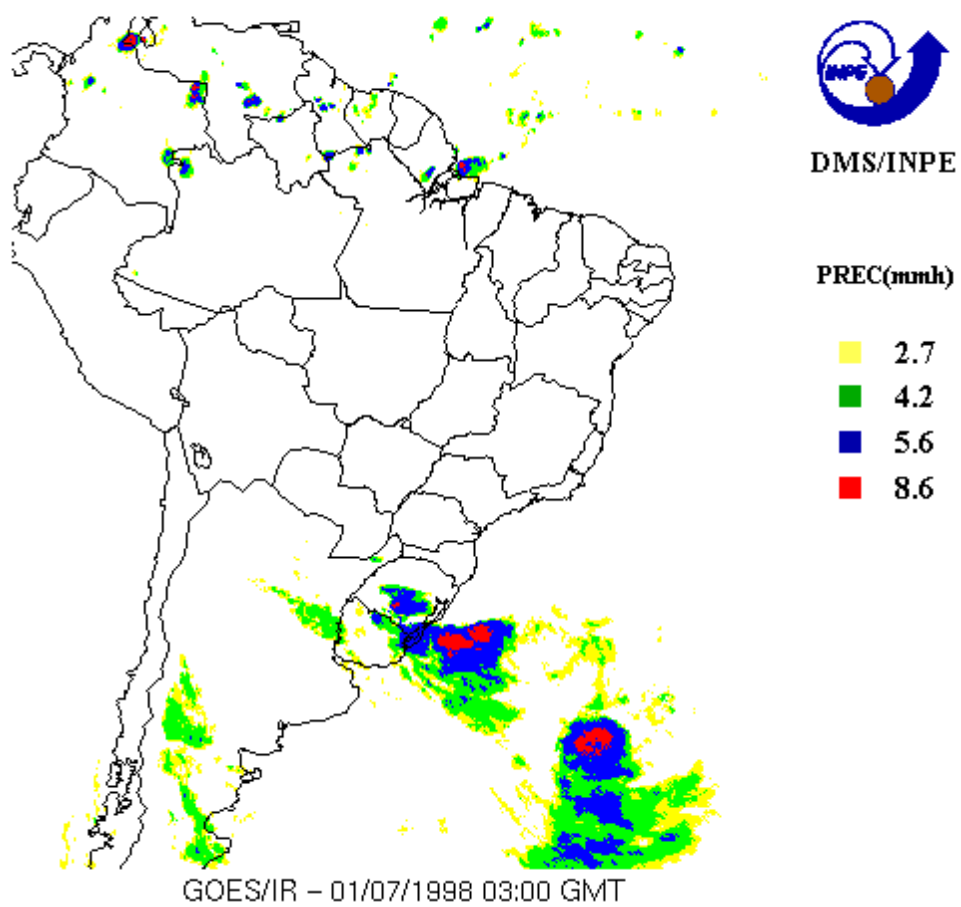 INPE
DMS/INPE
PREC(mmh)
2.7
4.2
5.6
8.6
GOES/IR – 01/07/1998 03:00 GMT